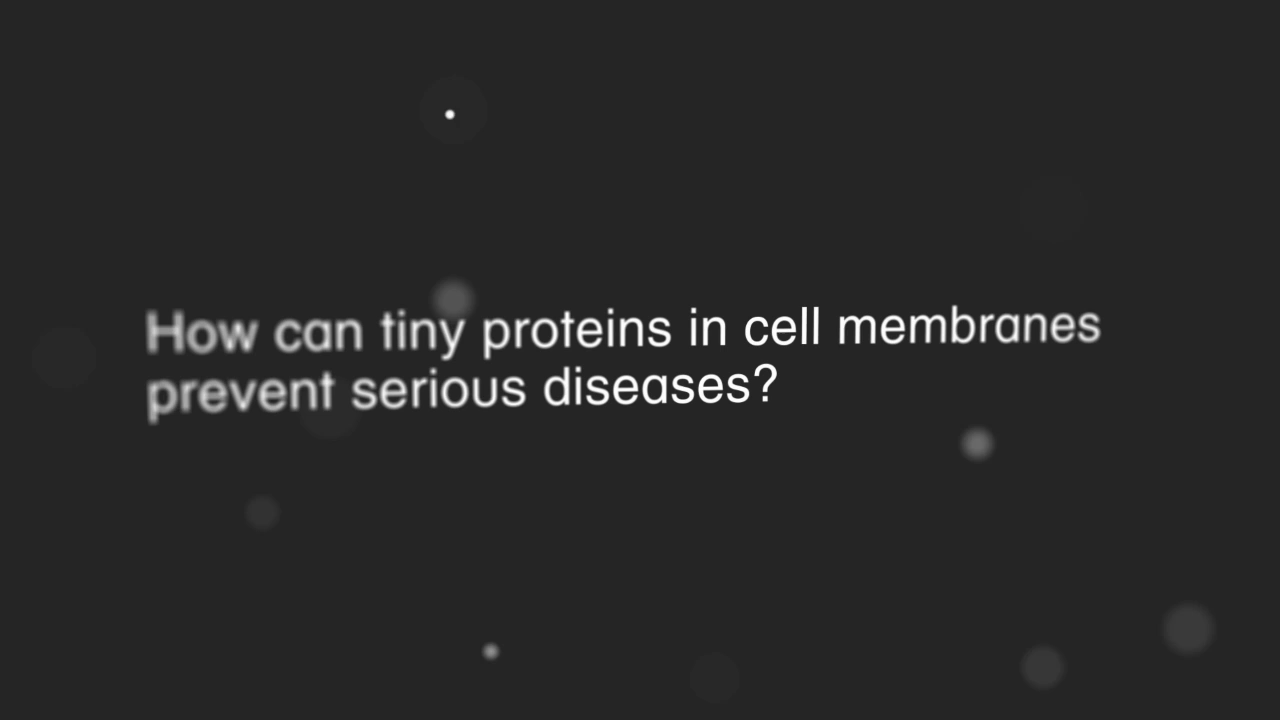 How can tiny proteins in cell membranes
prevent serious diseases?